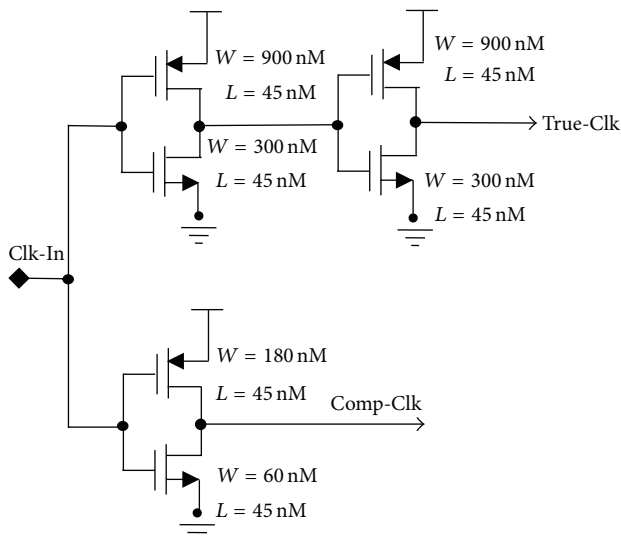 W = 900 nM
L = 45 nM
W = 300 nM
L = 45 nM
W = 900 nM
L = 45 nM
True-Clk
W = 300 nM
L = 45 nM
Clk-In
W = 180 nM
L = 45 nM
Comp-Clk
W = 60 nM
L = 45 nM